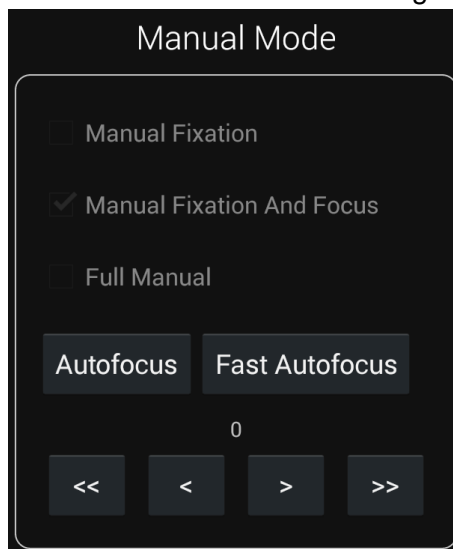 Manual Mode
Manual Fixation
Manual Fixation And Focus
Full Manual
Autofocus Fast Autofocus
0
<< < > >>